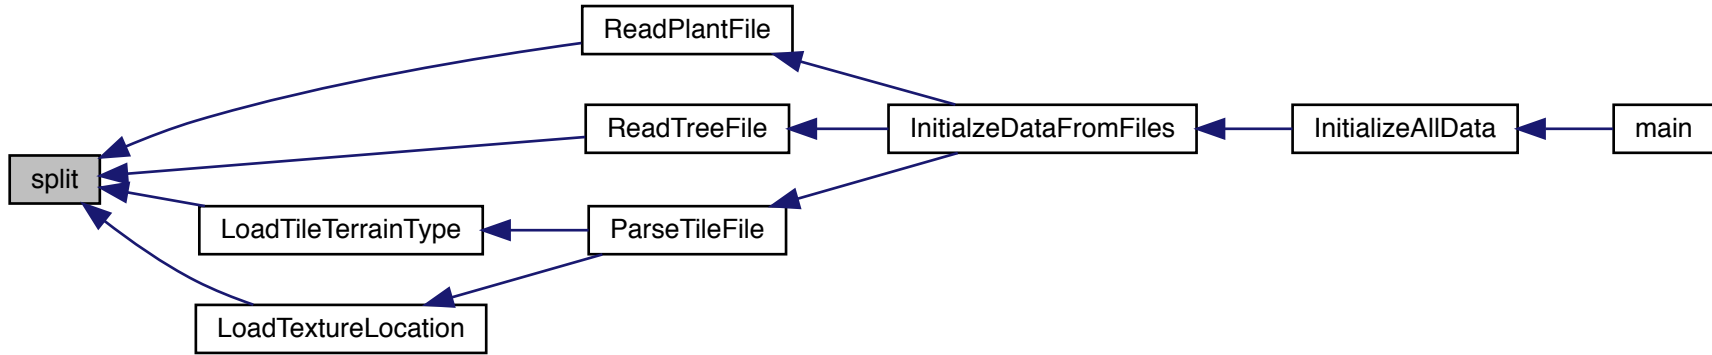 ReadPlantFile
ReadTreeFile
InitialzeDataFromFiles
InitializeAllData
main
split
LoadTileTerrainType
ParseTileFile
LoadTextureLocation